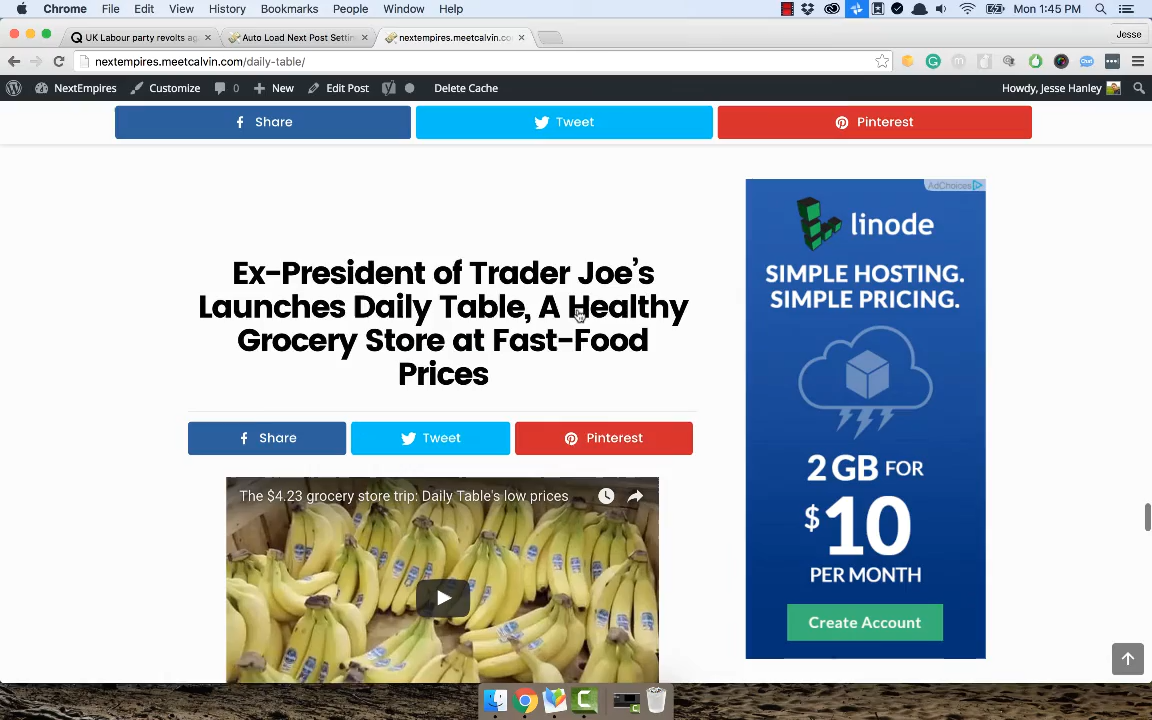 Chrome File Edit View History Bookmarks People Window Help Mon 1:45 PM
UK Labour party revolts ag Auto Load Next Post Settin nextempires.meetcalvin.co Jesse
nextempires.meetcalvin.com/daily-table/
NextEmpires Customize 0 New Edit Post Delete Cache Howdy, Jesse Hanley
Share Tweet Pinterest
Ex-President of Trader Joe's
Launches Daily Table, A Healthy
Grocery Store at Fast-Food
Prices
Share Tweet Pinterest
The $4.23 grocery store trip: Daily Table's low prices
AdChoices
linode
SIMPLE HOSTING.
SIMPLE PRICING.
2 GB FOR
$10
PER MONTH
Create Account